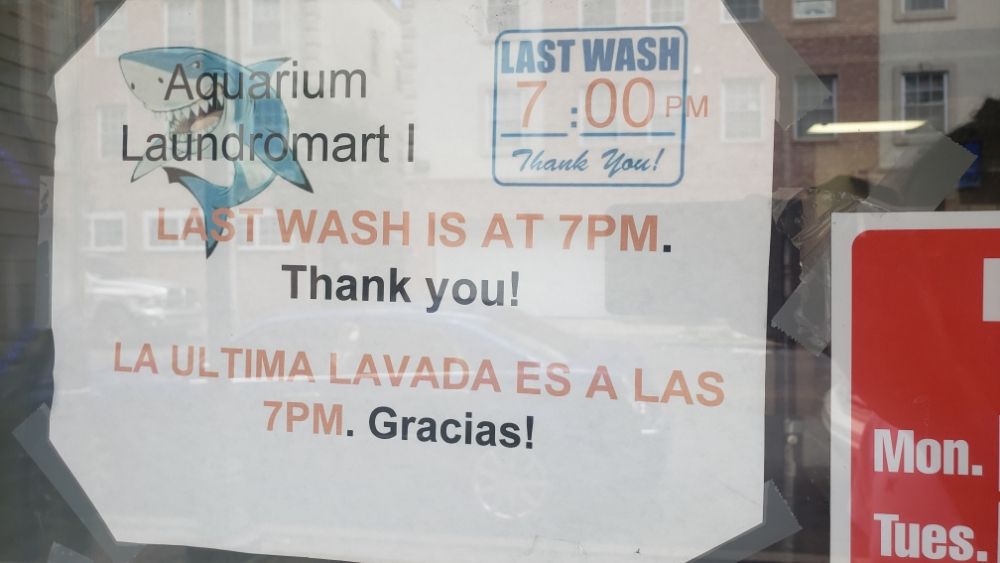 Aquarium
Laundromart I
LAST WASH
7:00 PM
Thank You!
LAST WASH IS AT 7PM.
Thank you!
LA ULTIMA LAVADA ES A LAS
7PM. Gracias!
Mon.
Tues.